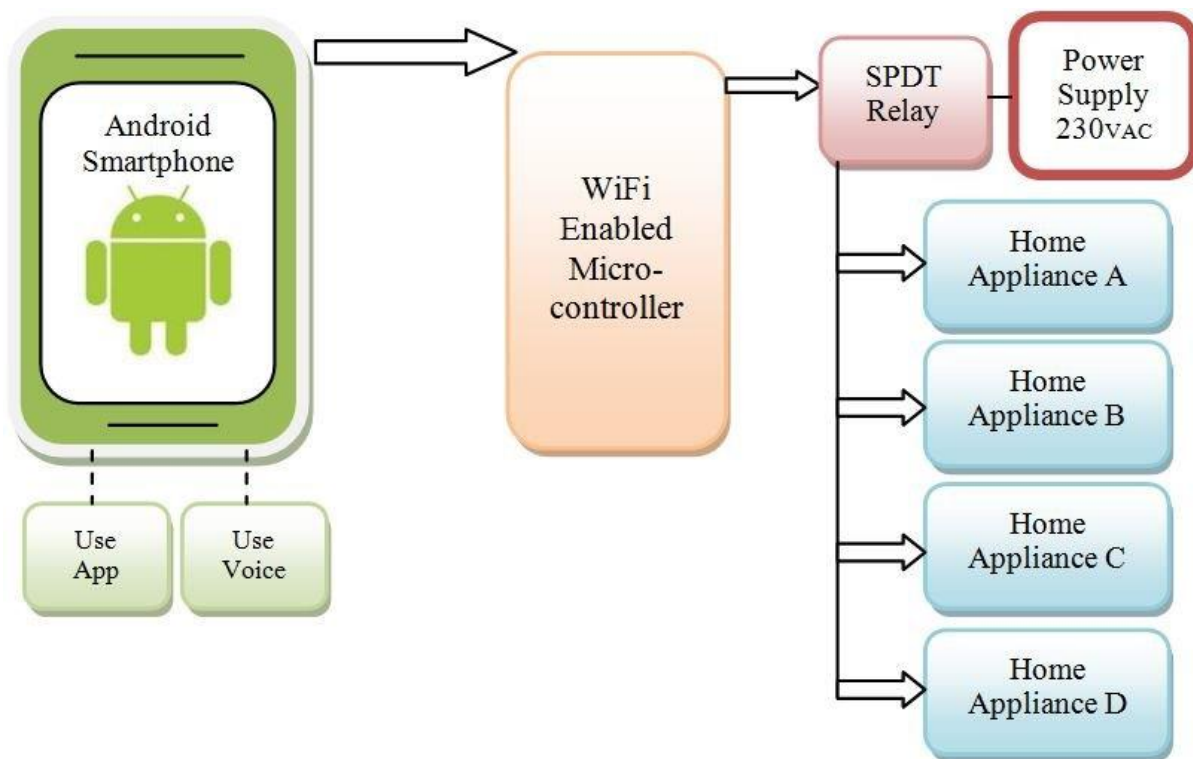 Android
Smartphone
Use
App
Use
Voice
WiFi
Enabled
Micro-
controller
SPDT
Relay
Power
Supply
230VAC
Home
Appliance A
Home
Appliance B
Home
Appliance C
Home
Appliance D